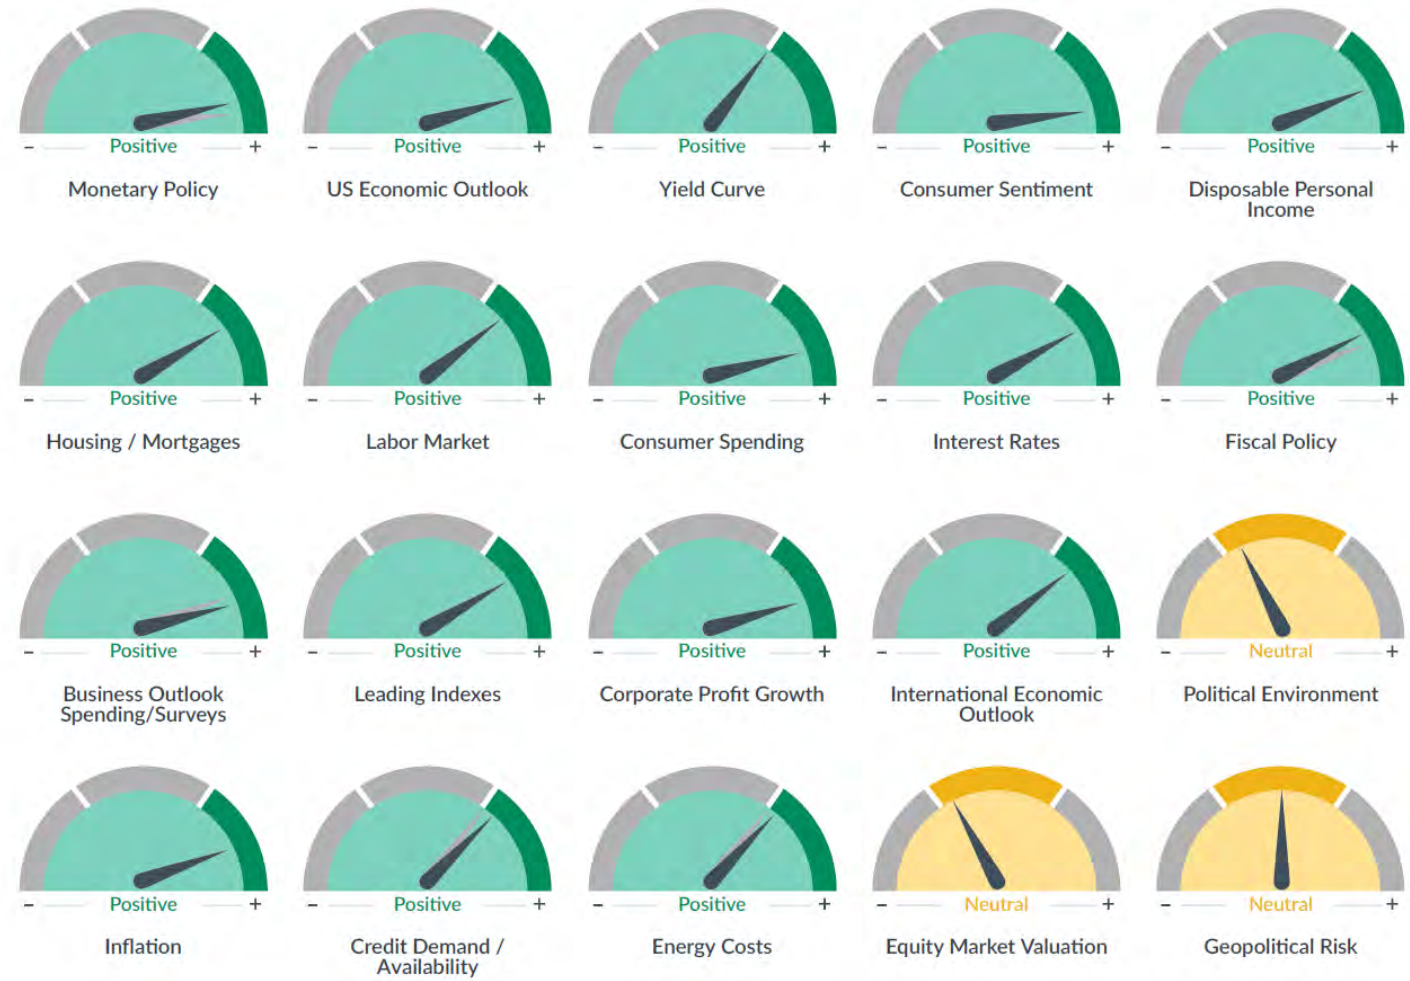 - Positive +
Monetary Policy
- Positive +
US Economic Outlook
- Positive +
Yield Curve
- Positive +
Consumer Sentiment
- Positive +
Disposable Personal
Income
- Positive +
Housing / Mortgages
- Positive +
Labor Market
- Positive +
Consumer Spending
- Positive +
Interest Rates
- Positive +
Fiscal Policy
- Positive +
Business Outlook
Spending/Surveys
- Positive +
Leading Indexes
- Positive +
Corporate Profit Growth
- Positive +
International Economic
Outlook
- Neutral +
Political Environment
- Positive +
Inflation
- Positive +
Credit Demand /
Availability
- Positive +
Energy Costs
- Neutral +
Equity Market Valuation
- Neutral +
Geopolitical Risk